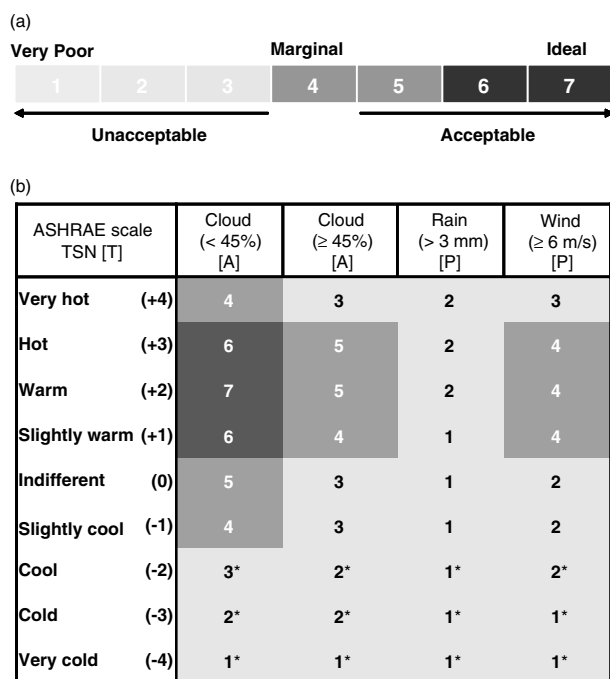 (a)
Very Poor Marginal Ideal
1 2 3 4 5 6 7
Unacceptable Acceptable
(b)
ASHRAE scale
TSN [T]
Cloud
(< 45%)
[A]
Cloud
(≥ 45%)
[A]
Rain
(> 3 mm)
[P]
Wind
(≥ 6 m/s)
[P]
Very hot (+4) 4 3 2 3
Hot (+3) 6 5 2 4
Warm (+2) 7 5 2 4
Slightly warm (+1) 6 4 1 4
Indifferent (0) 5 3 1 2
Slightly cool (-1) 4 3 1 2
Cool (-2) 3* 2* 1* 2*
Cold (-3) 2* 2* 1* 1*
Very cold (-4) 1* 1* 1* 1*